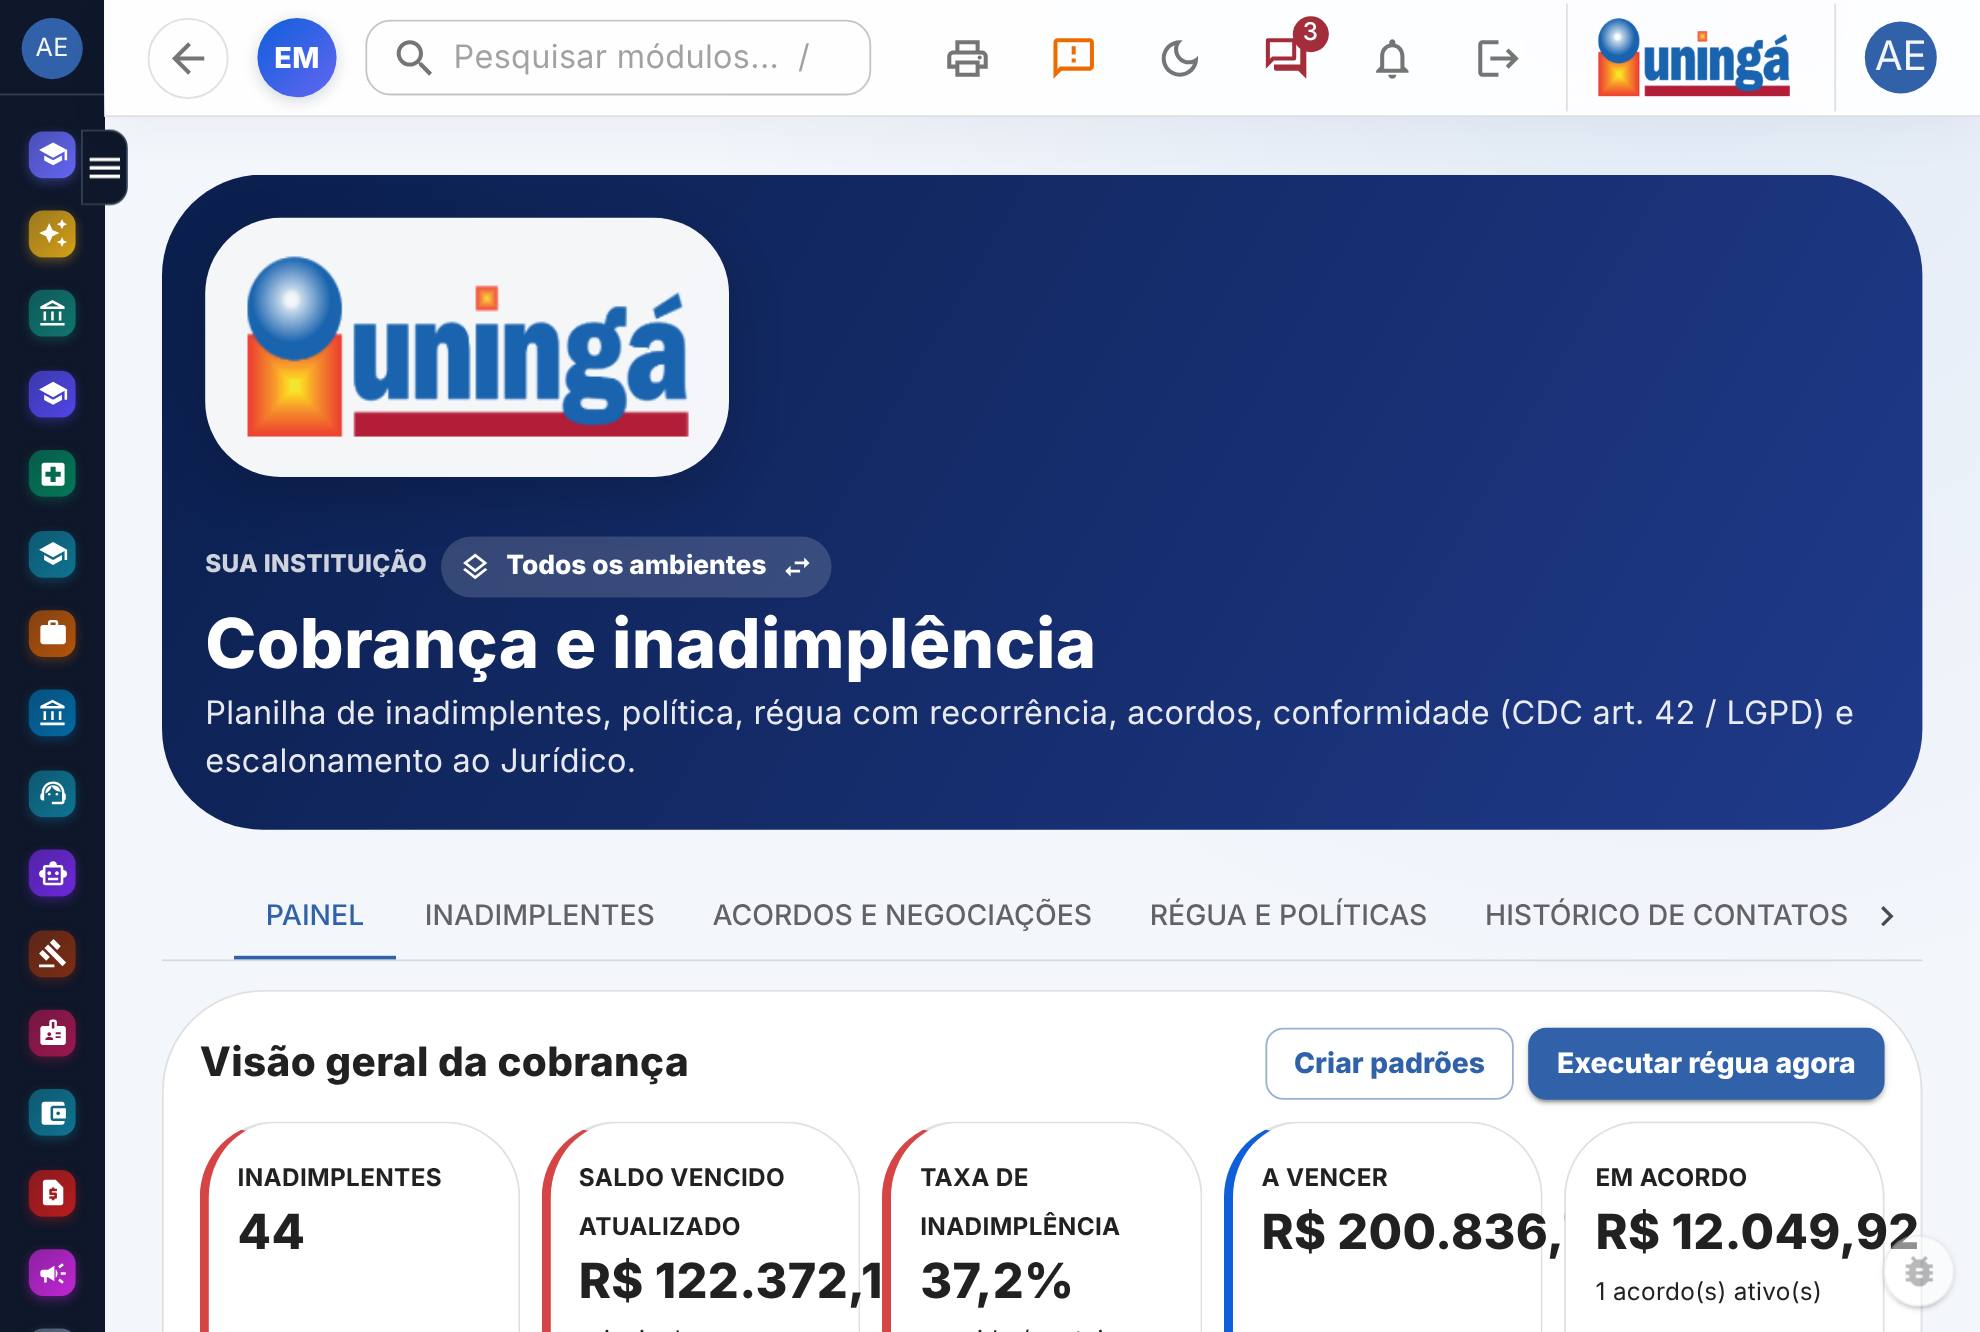 AE
EM
Pesquisar módulos... /
3
uningá
AE
uningá
SUA INSTITUIÇÃO
Todos os ambientes
Cobrança e inadimplência
Planilha de inadimplentes, política, régua com recorrência, acordos, conformidade (CDC art. 42 / LGPD) e
escalonamento ao Jurídico.
PAINEL
INADIMPLENTES
ACORDOS E NEGOCIAÇÕES
RÉGUA E POLÍTICAS
HISTÓRICO DE CONTATOS
Visão geral da cobrança
Criar padrões
Executar régua agora
INADIMPLENTES
44
SALDO VENCIDO
ATUALIZADO
R$ 122.372,1
TAXA DE
INADIMPLÊNCIA
37,2%
A VENCER
R$ 200.836,
EM ACORDO
R$ 12.049,92
1 acordo(s) ativo(s)